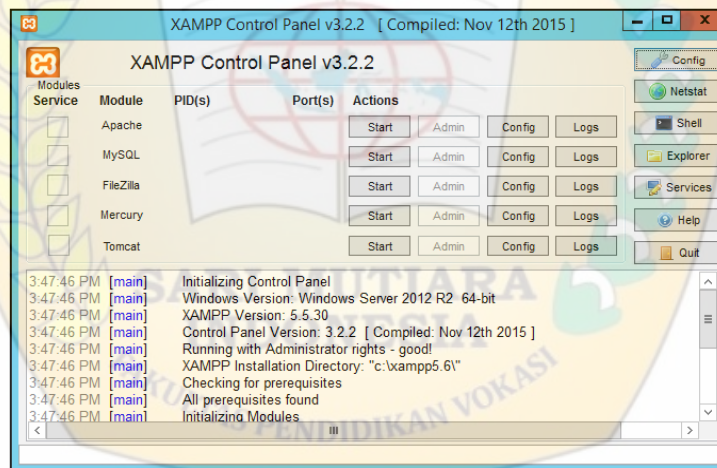 XAMPP Control Panel v3.2.2 [ Compiled: Nov 12th 2015 ]
XAMPP Control Panel v3.2.2
Config
Modules
Service Module PID(s) Port(s) Actions
Netstat
Apache Start Admin Config Logs
Shell
MySQL Start Admin Config Logs
Explorer
FileZilla Start Admin Config Logs
Services
Mercury Start Admin Config Logs
Help
Tomcat Start Admin Config Logs
Quit
3:47:46 PM [main] Initializing Control Panel
3:47:46 PM [main] Windows Version: Windows Server 2012 R2 64-bit
3:47:46 PM [main] XAMPP Version: 5.5.30
3:47:46 PM [main] Control Panel Version: 3.2.2 [ Compiled: Nov 12th 2015 ]
3:47:46 PM [main] Running with Administrator rights - good!
3:47:46 PM [main] XAMPP Installation Directory: "c:\xampp5.6\"
3:47:46 PM [main] Checking for prerequisites
3:47:46 PM [main] All prerequisites found
3:47:46 PM [main] Initializing Modules
SARI MUTIARA
INDONESIA
FAKULTAS PENDIDIKAN VOKASI